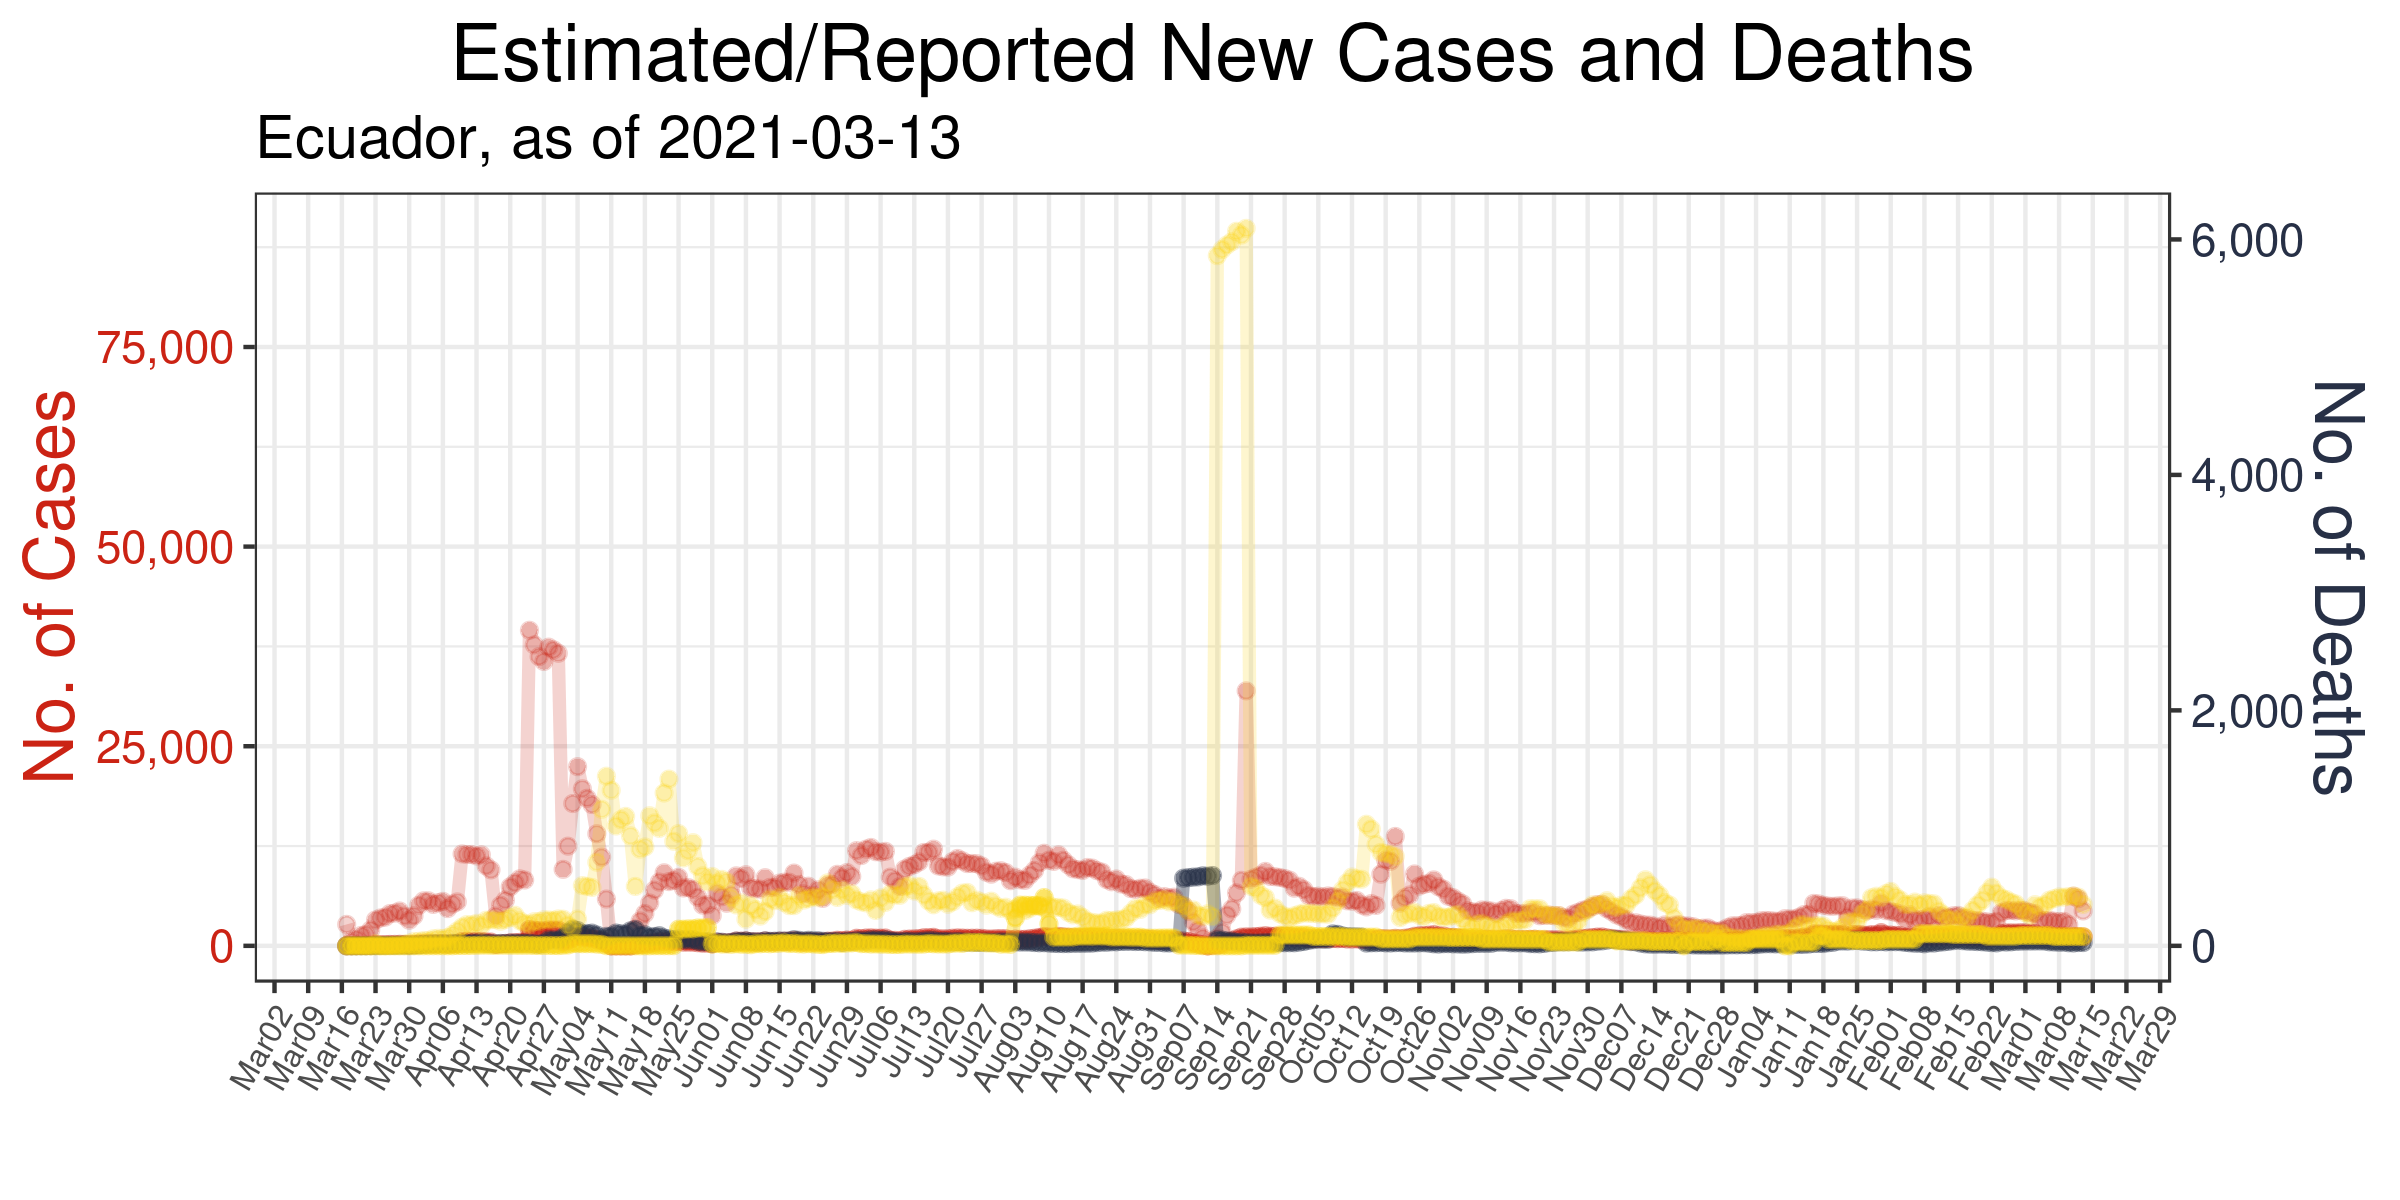 Estimated/Reported New Cases and Deaths
Ecuador, as of 2021-03-13
No. of Cases
75,000
50,000
25,000
0
6,000
4,000
2,000
0
No. of Deaths
Mar02
Mar09
Mar16
Mar23
Mar30
Apr06
Apr13
Apr20
Apr27
May04
May11
May18
May25
Jun01
Jun08
Jun15
Jun22
Jun29
Jul06
Jul13
Jul20
Jul27
Aug03
Aug10
Aug17
Aug24
Aug31
Sep07
Sep14
Sep21
Sep28
Oct05
Oct12
Oct19
Oct26
Nov02
Nov09
Nov16
Nov23
Nov30
Dec07
Dec14
Dec21
Dec28
Jan04
Jan11
Jan18
Jan25
Feb01
Feb08
Feb15
Feb22
Mar01
Mar08
Mar15
Mar22
Mar29